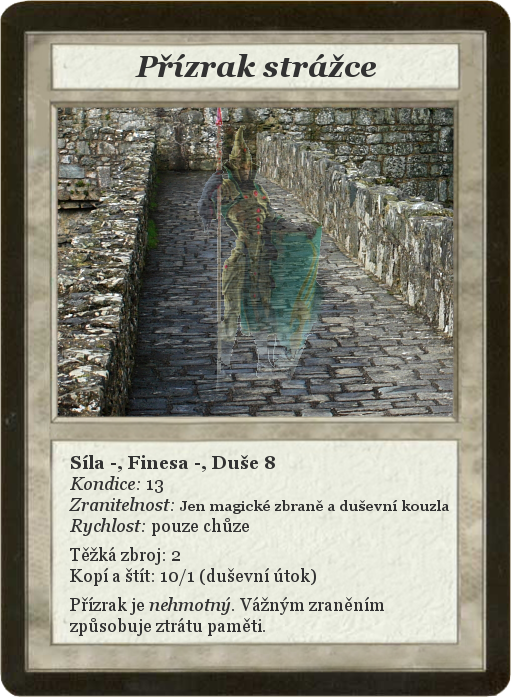 Přízrak strážce
Síla -, Finesa -, Duše 8
Kondice: 13
Zranitelnost: Jen magické zbraně a duševní kouzla
Rychlost: pouze chůze
Těžká zbroj: 2
Kopí a štít: 10/1 (duševní útok)
Přízrak je nehmotný. Vážným zraněním
způsobuje ztrátu paměti.